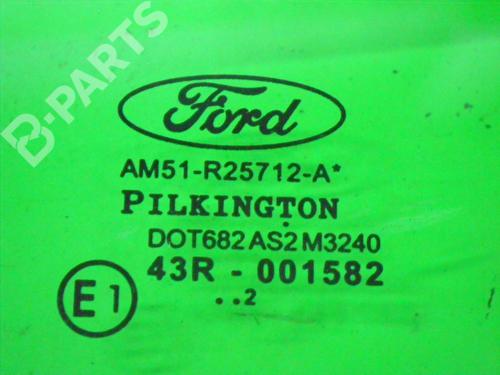 B-PARTS
Ford
AM51-R25712-A*
PILKINGTON
DOT682 AS2 M3240
43R - 001582
E1
..2